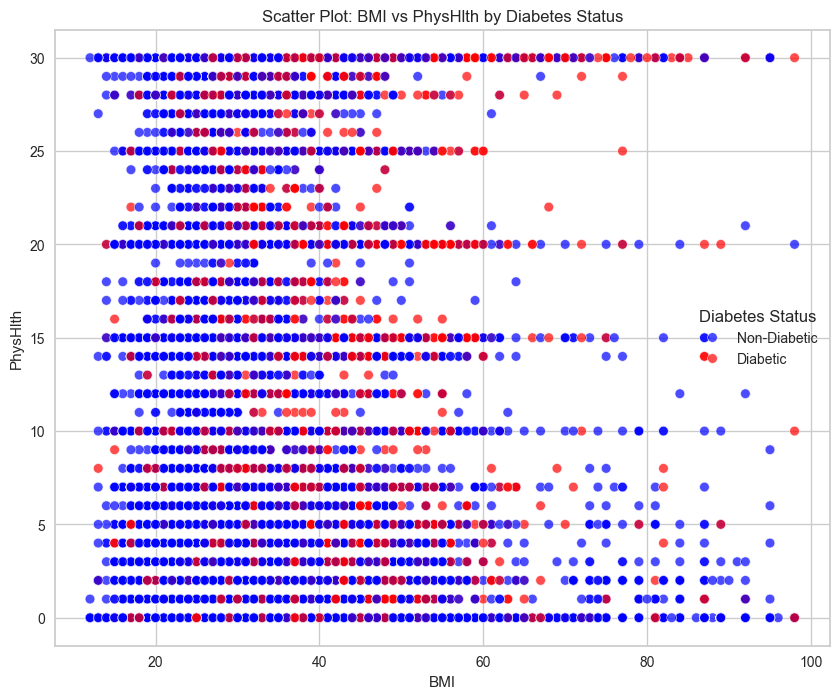 Scatter Plot: BMI vs PhysHlth by Diabetes Status
30
25
20
15
10
5
0
PhysHlth
Diabetes Status
Non-Diabetic
Diabetic
20
40
60
80
100
BMI